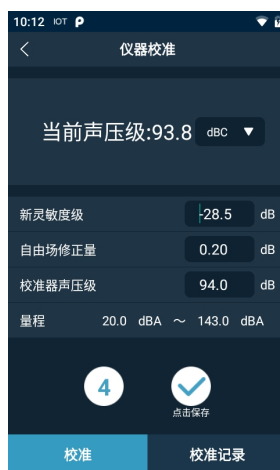 10:12 IOT P
仪器校准
当前声压级:93.8 dBC
新灵敏度级 -28.5 dB
自由场修正量 0.20 dB
校准器声压级 94.0 dB
量程 20.0 dBA ～ 143.0 dBA
4
点击保存
校准 校准记录